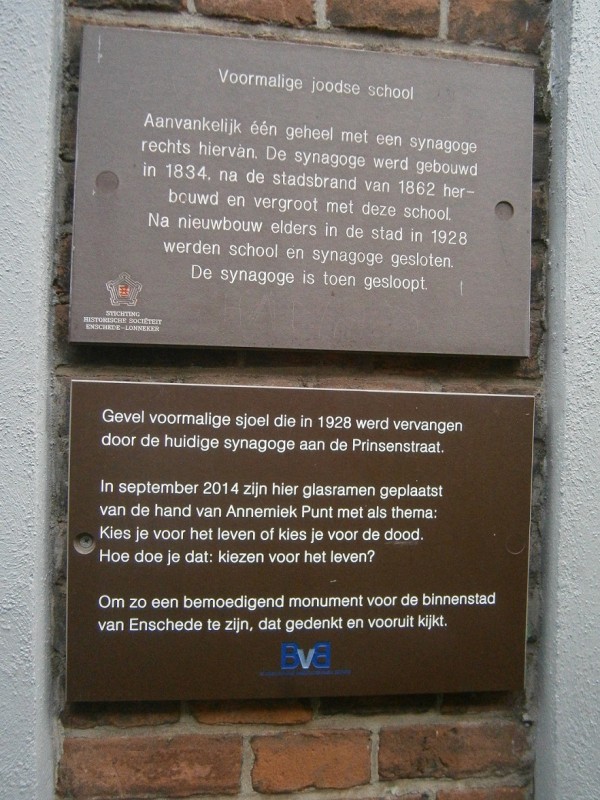 Voormalige joodse school
Aanvankelijk één geheel met een synagoge
rechts hiervan. De synagoge werd gebouwd
in 1834, na de stadsbrand van 1862 her-
bouwd en vergroot met deze school.
Na nieuwbouw elders in de stad in 1928
werden school en synagoge gesloten.
De synagoge is toen gesloopt.
STICHTING
HISTORISCHE SOCIËTEIT
ENSCHEDE-LONNEKER
Gevel voormalige sjoel die in 1928 werd vervangen
door de huidige synagoge aan de Prinsenstraat.
In september 2014 zijn hier glasramen geplaatst
van de hand van Annemiek Punt met als thema:
Kies je voor het leven of kies je voor de dood.
Hoe doe je dat: kiezen voor het leven?
Om zo een bemoedigend monument voor de binnenstad
van Enschede te zijn, dat gedenkt en vooruit kijkt.
BvB